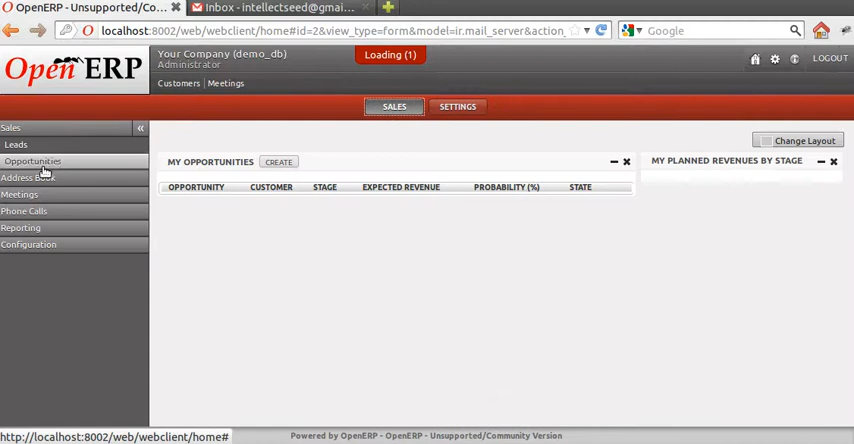 OpenERP - Unsupported/Co...
Inbox - intellectseed@gmai...
localhost:8002/web/webclient/home#id=2&view_type=form&model=ir.mail_server&action_
Google
Open ERP
Your Company (demo_db)
Administrator
Loading (1)
LOGOUT
Customers | Meetings
SALES
SETTINGS
Sales
«
Leads
Opportunities
Address Book
Meetings
Phone Calls
Reporting
Configuration
Change Layout
MY OPPORTUNITIES
CREATE
OPPORTUNITY CUSTOMER STAGE EXPECTED REVENUE PROBABILITY (%) STATE
MY PLANNED REVENUES BY STAGE
http://localhost:8002/web/webclient/home#
Powered by OpenERP - OpenERP - Unsupported/Community Version